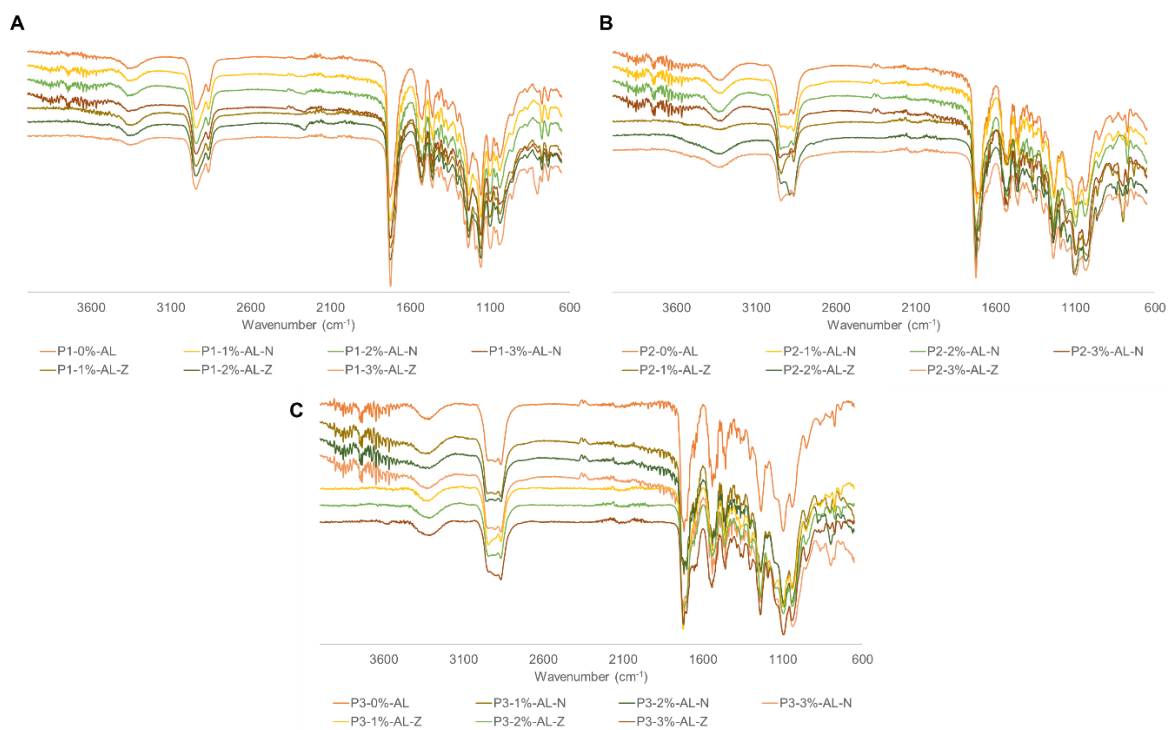 A
3600 3100 2600 2100 1600 1100 600
Wavenumber (cm⁻¹)
P1-0%-AL P1-1%-AL-N P1-2%-AL-N P1-3%-AL-N
P1-1%-AL-Z P1-2%-AL-Z P1-3%-AL-Z
B
3600 3100 2600 2100 1600 1100 600
Wavenumber (cm⁻¹)
P2-0%-AL P2-1%-AL-N P2-2%-AL-N P2-3%-AL-N
P2-1%-AL-Z P2-2%-AL-Z P2-3%-AL-Z
C
3600 3100 2600 2100 1600 1100 600
Wavenumber (cm⁻¹)
P3-0%-AL P3-1%-AL-N P3-2%-AL-N P3-3%-AL-N
P3-1%-AL-Z P3-2%-AL-Z P3-3%-AL-Z